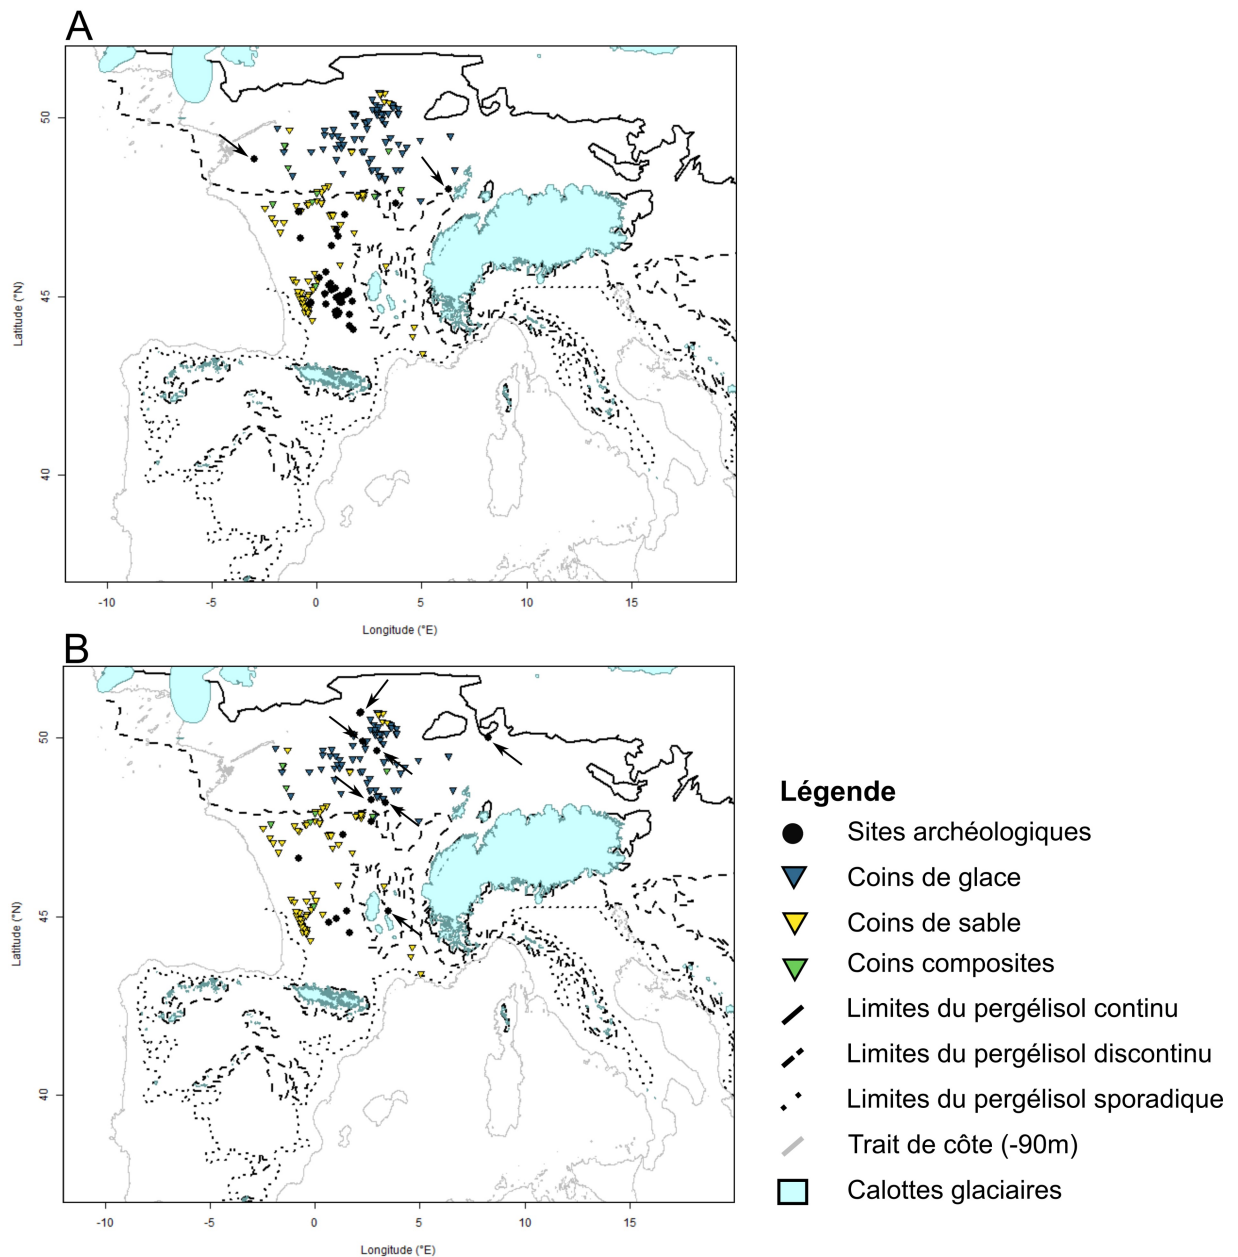 A
50
45
40
Latitude (°N)
-10 -5 0 5 10 15
Longitude (°E)
B
50
45
40
Latitude (°N)
-10 -5 0 5 10 15
Longitude (°E)
Légende
Sites archéologiques
Coins de glace
Coins de sable
Coins composites
Limites du pergélisol continu
Limites du pergélisol discontinu
Limites du pergélisol sporadique
Trait de côte (-90m)
Calottes glaciaires